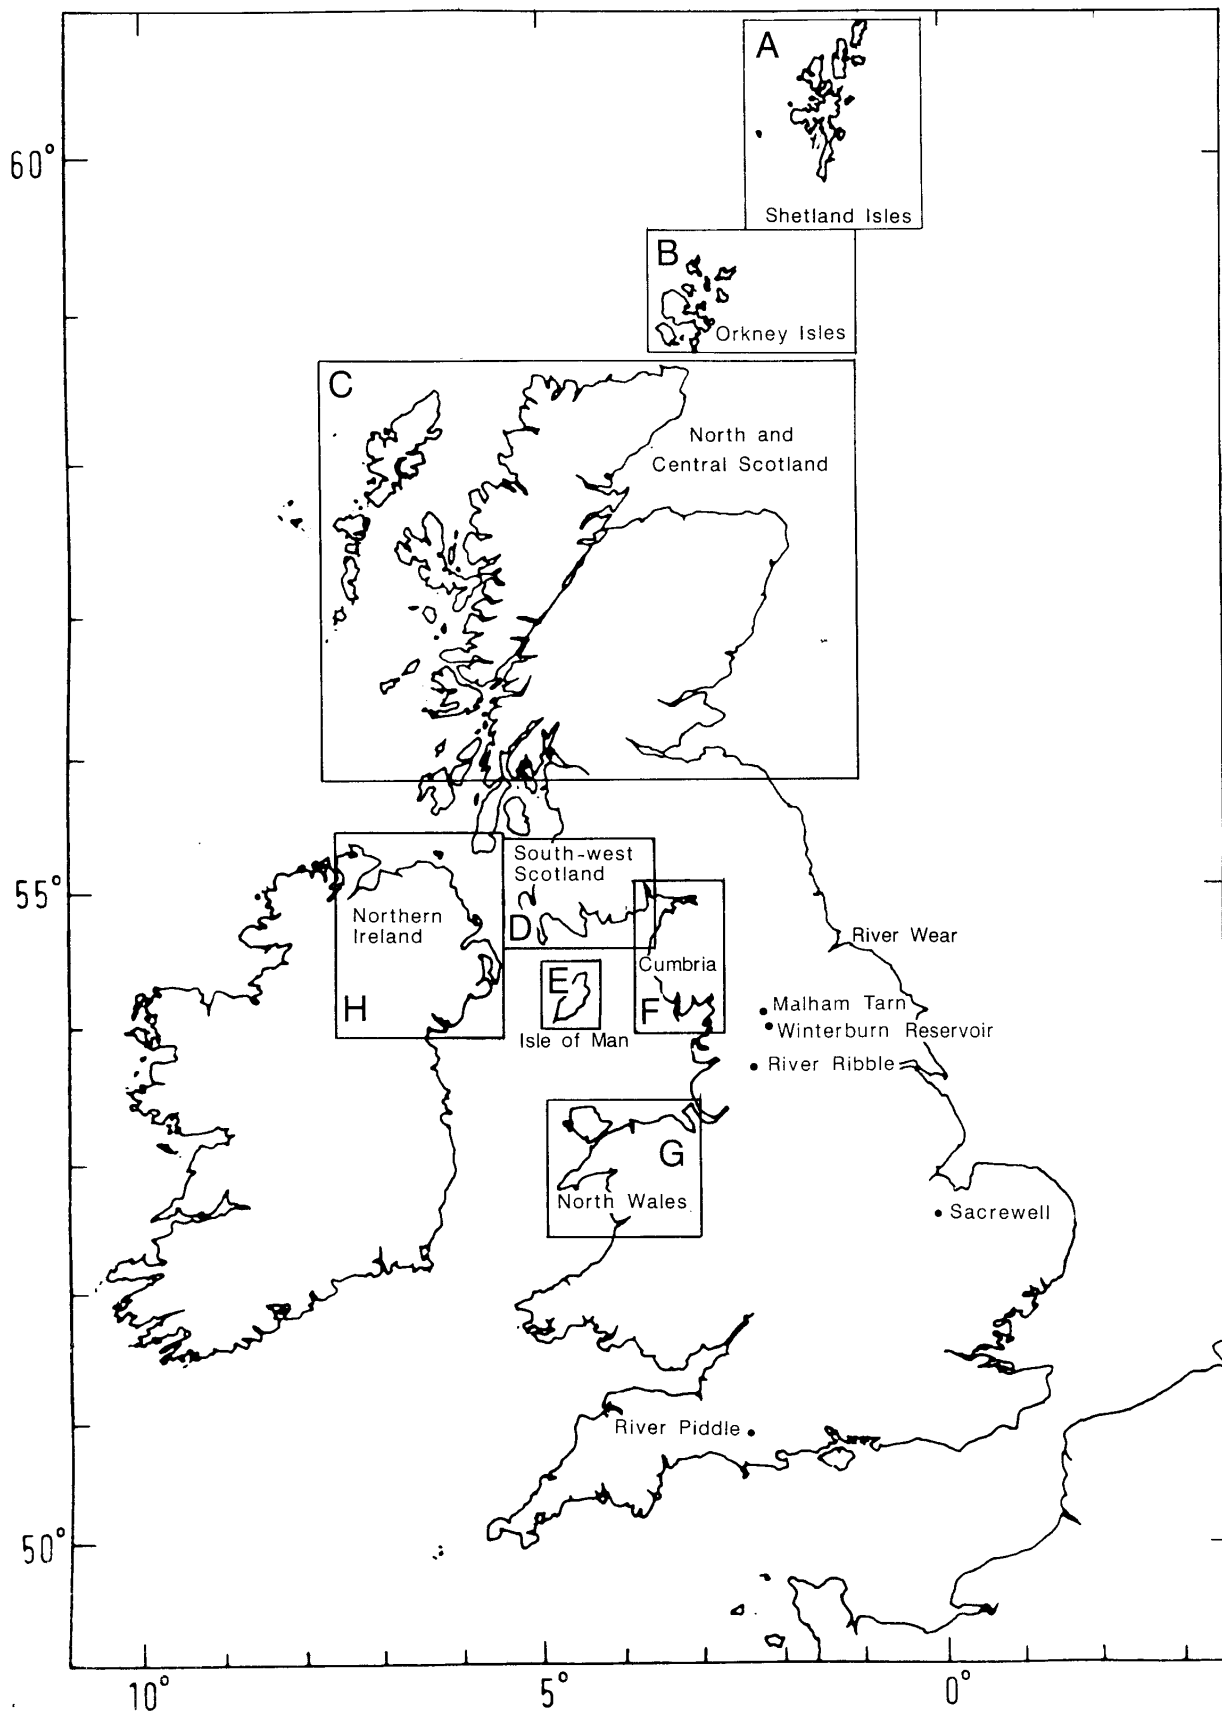 A
60°
Shetland Isles
B
Orkney Isles
C
North and
Central Scotland
55°
South-west
Scotland
D
Northern
Ireland
H
River Wear
Cumbria
E
F
Malham Tarn
Winterburn Reservoir
Isle of Man
River Ribble
G
North Wales
Sacrewell
River Piddle
50°
10°
5°
0°